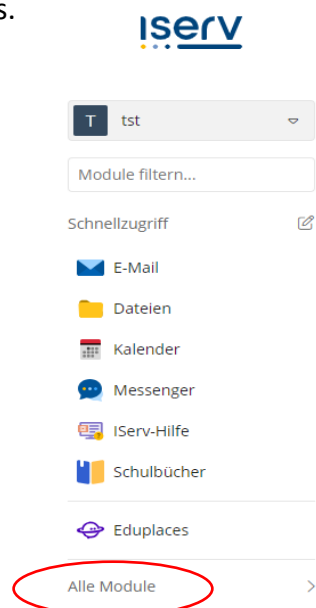 s.
IServ
T tst
Module filtern...
Schnellzugriff
E-Mail
Dateien
Kalender
Messenger
IServ-Hilfe
Schulbücher
Eduplaces
Alle Module